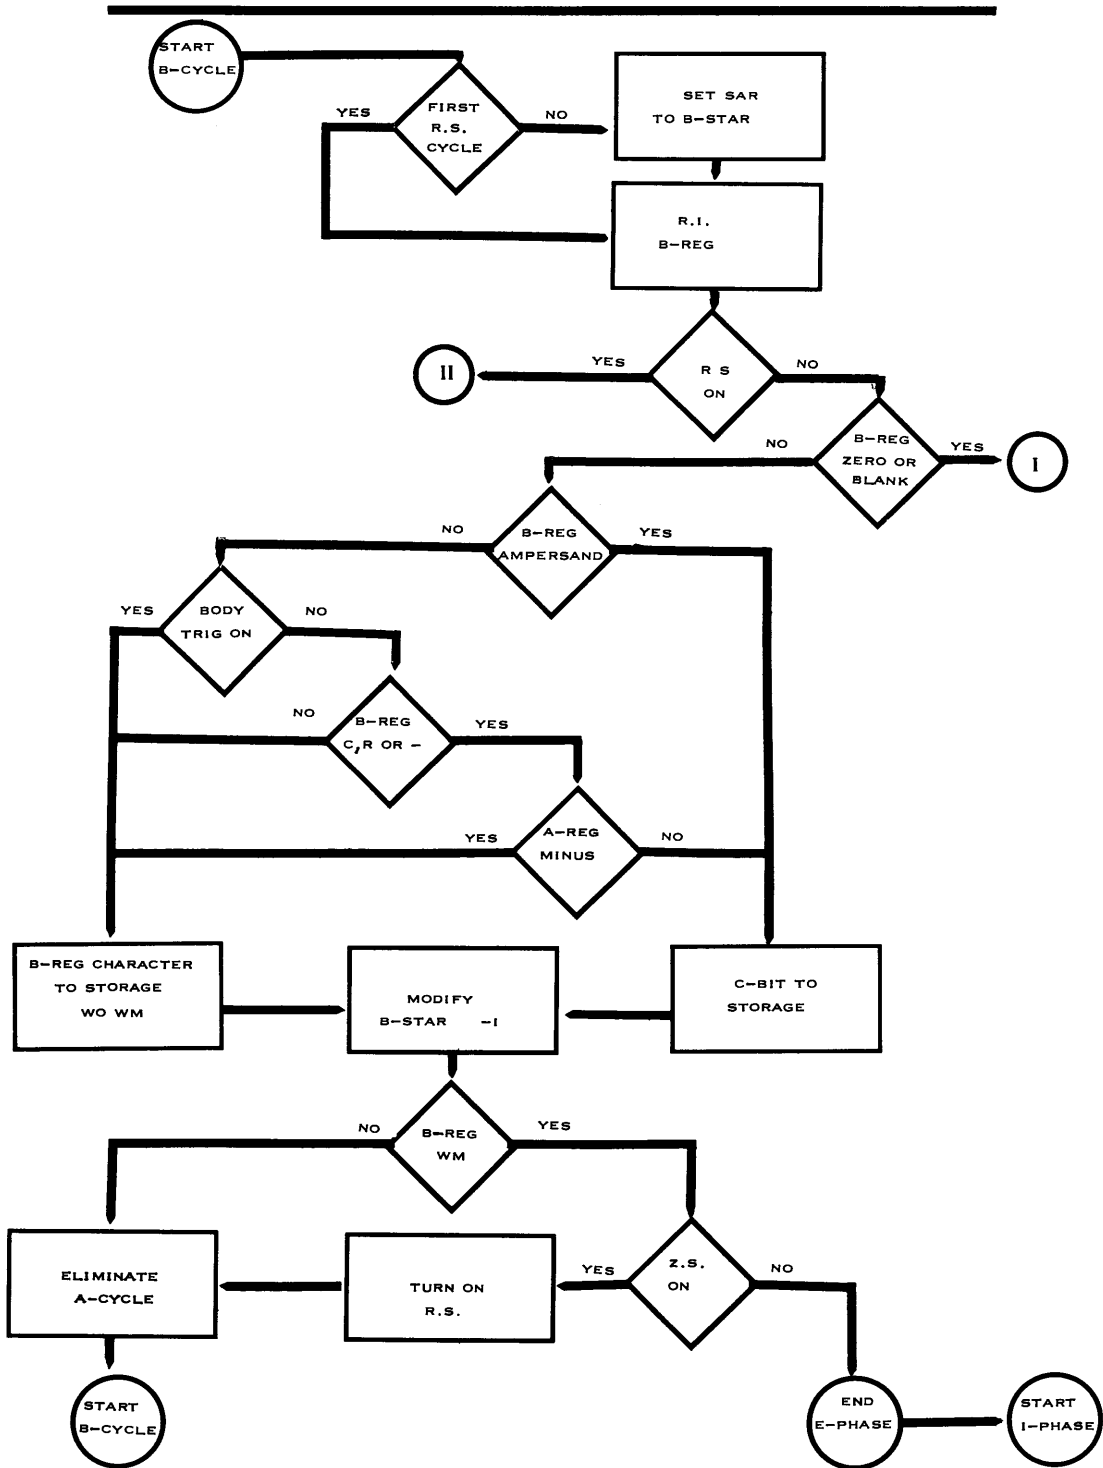 START
B-CYCLE
FIRST
R.S.
CYCLE
YES
NO
SET SAR
TO B-STAR
R.I.
B-REG
R S
ON
YES
NO
II
B-REG
ZERO OR
BLANK
NO
YES
I
B-REG
AMPERSAND
NO
YES
BODY
TRIG ON
YES
NO
B-REG
C,R OR -
NO
YES
A-REG
MINUS
YES
NO
B-REG CHARACTER
TO STORAGE
WO WM
MODIFY
B-STAR -1
C-BIT TO
STORAGE
B-REG
WM
NO
YES
ELIMINATE
A-CYCLE
TURN ON
R.S.
Z.S.
ON
YES
NO
START
B-CYCLE
END
E-PHASE
START
I-PHASE